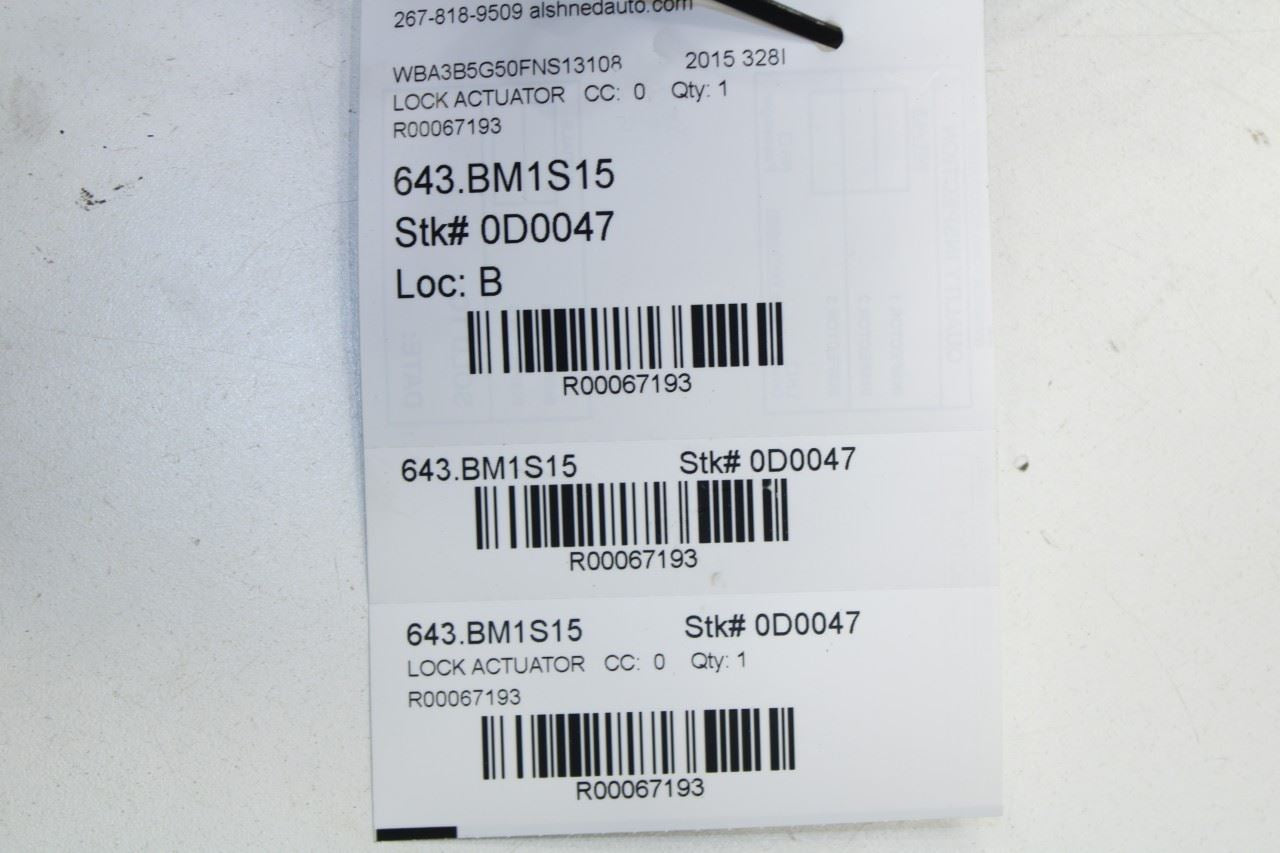 267-818-9509 alshnedauto.com
WBA3B5G50FNS13108 2015 328I
LOCK ACTUATOR CC: 0 Qty: 1
R00067193
643.BM1S15
Stk# 0D0047
Loc: B
R00067193
643.BM1S15 Stk# 0D0047
R00067193
643.BM1S15 Stk# 0D0047
LOCK ACTUATOR CC: 0 Qty: 1
R00067193
R00067193